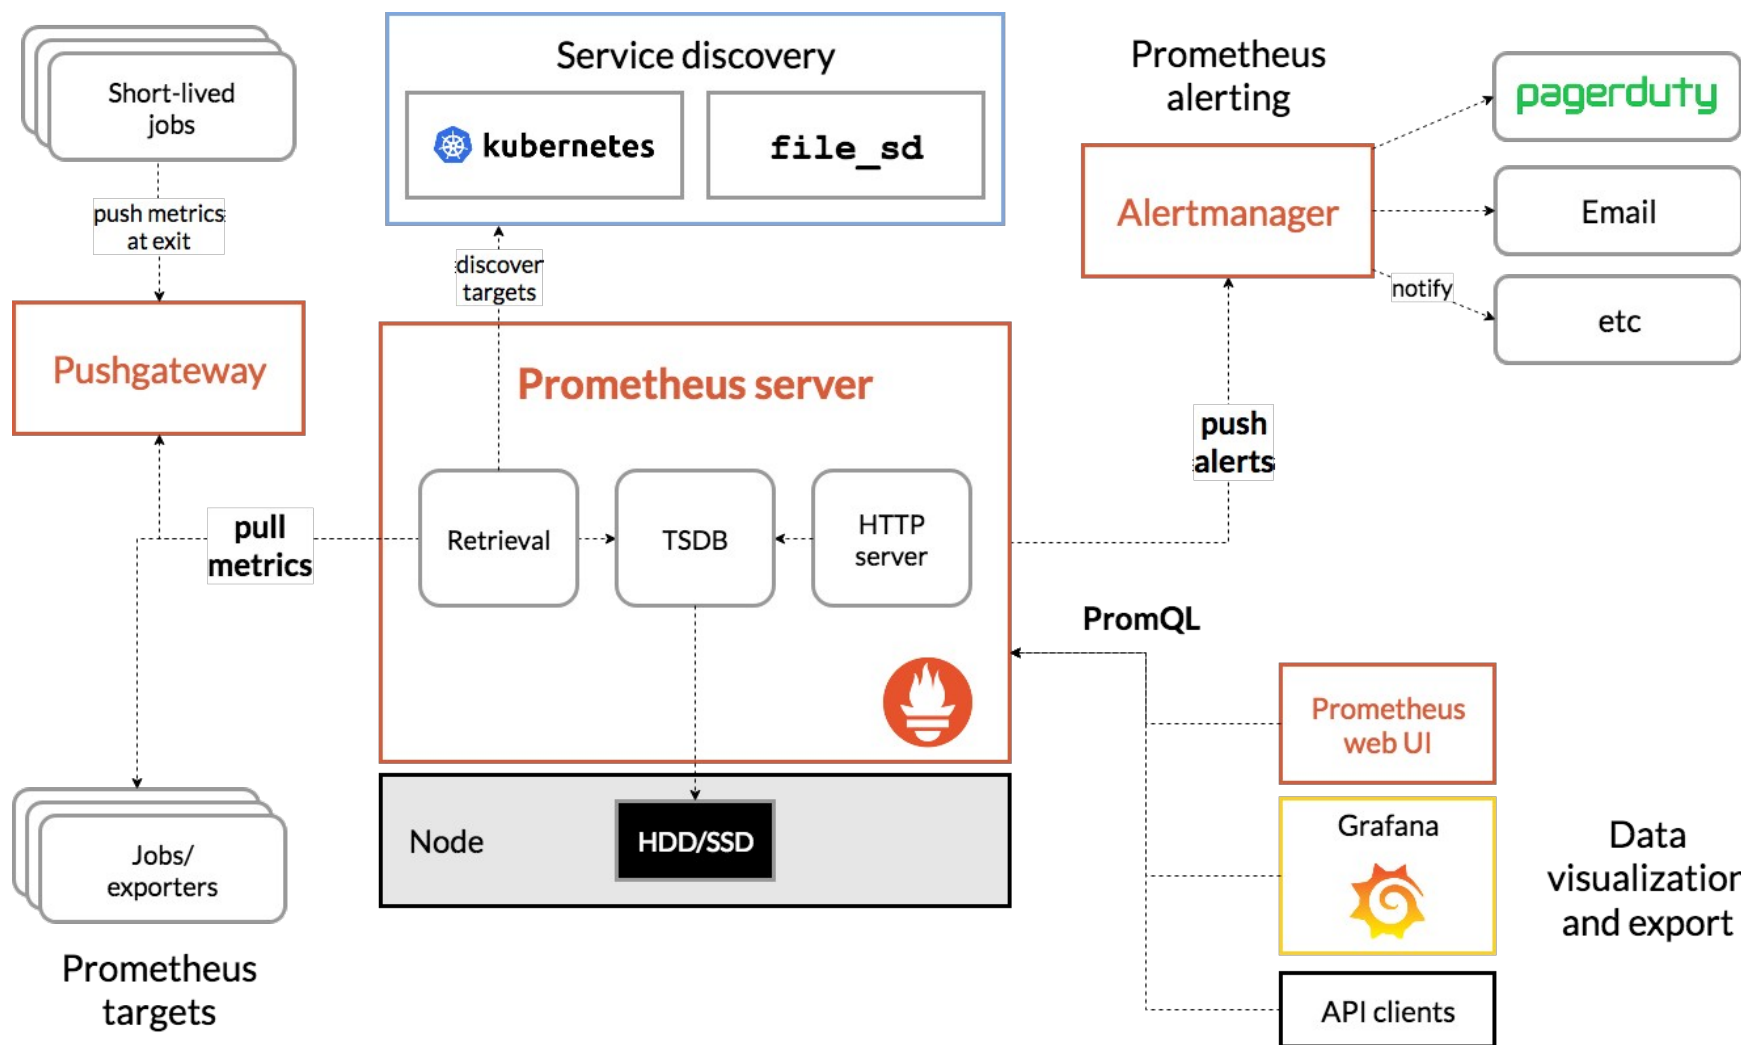 Short-lived
jobs
push metrics
at exit
Pushgateway
pull
metrics
Jobs/
exporters
Prometheus
targets
Service discovery
kubernetes
file_sd
discover
targets
Prometheus server
Retrieval
TSDB
HTTP
server
Node
HDD/SSD
Prometheus
alerting
Alertmanager
pagerduty
Email
notify
etc
push
alerts
PromQL
Prometheus
web UI
Grafana
API clients
Data
visualization
and export